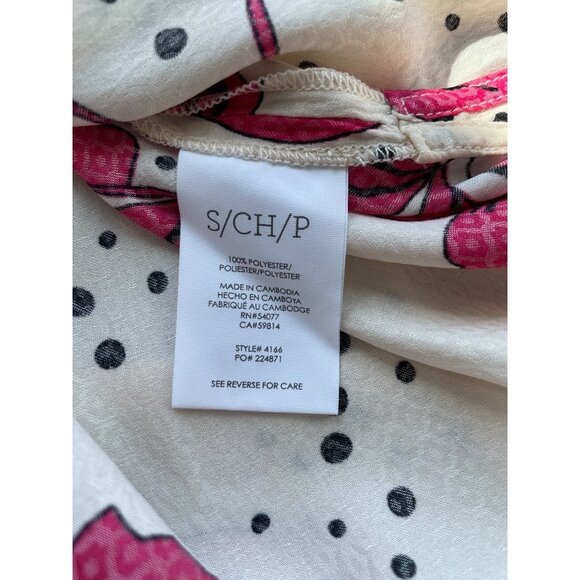 S/CH/P
100% POLYESTER/
POLIESTER/POLYESTER
MADE IN CAMBODIA
HECHO EN CAMBOYA
FABRIQUÉ AU CAMBODGE
RN#54077
CA#59814
STYLE# 4166
PO# 224871
SEE REVERSE FOR CARE